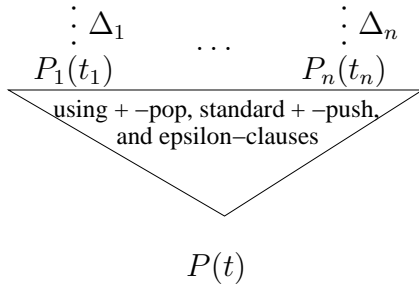 ⋮ Δ₁ ⋮ Δₙ
...
P₁(t₁) Pₙ(tₙ)
using + −pop, standard + −push,
and epsilon−clauses
P(t)